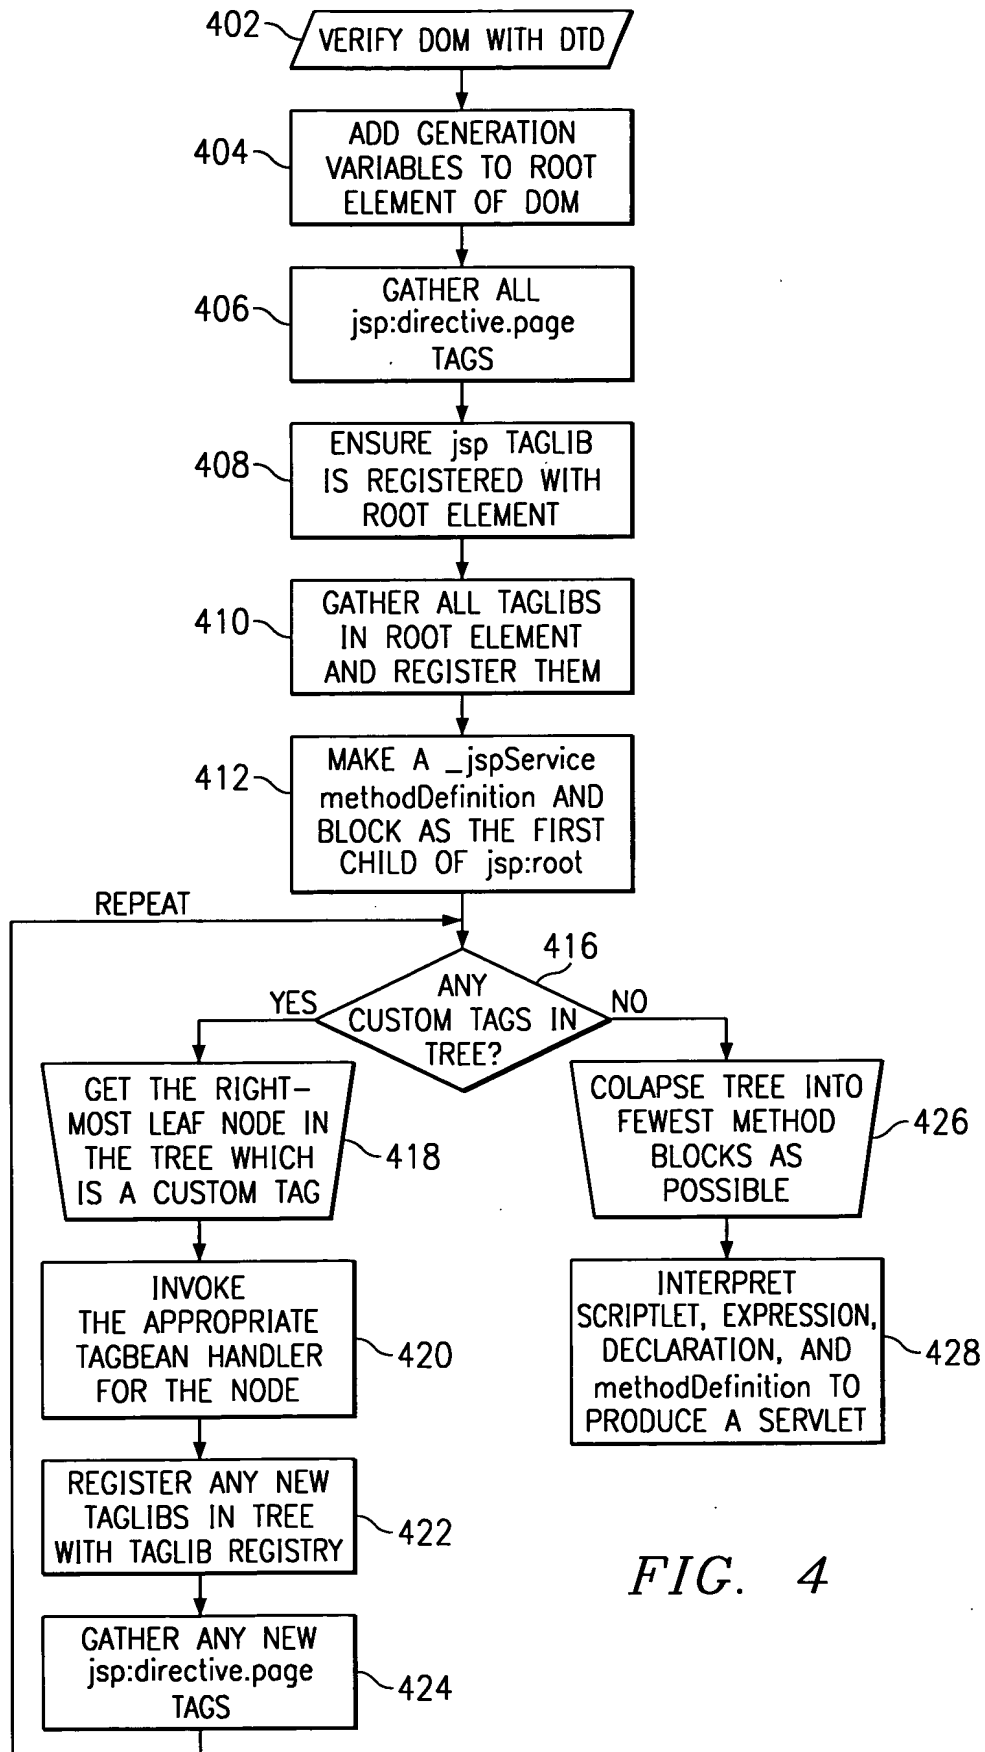 402
VERIFY DOM WITH DTD
404
ADD GENERATION
VARIABLES TO ROOT
ELEMENT OF DOM
406
GATHER ALL
jsp:directive.page
TAGS
408
ENSURE jsp TAGLIB
IS REGISTERED WITH
ROOT ELEMENT
410
GATHER ALL TAGLIBS
IN ROOT ELEMENT
AND REGISTER THEM
412
MAKE A _jspService
methodDefinition AND
BLOCK AS THE FIRST
CHILD OF jsp:root
REPEAT
416
ANY
CUSTOM TAGS IN
TREE?
YES
NO
GET THE RIGHT–
MOST LEAF NODE IN
THE TREE WHICH
IS A CUSTOM TAG
418
COLAPSE TREE INTO
FEWEST METHOD
BLOCKS AS
POSSIBLE
426
INVOKE
THE APPROPRIATE
TAGBEAN HANDLER
FOR THE NODE
420
INTERPRET
SCRIPTLET, EXPRESSION,
DECLARATION, AND
methodDefinition TO
PRODUCE A SERVLET
428
REGISTER ANY NEW
TAGLIBS IN TREE
WITH TAGLIB REGISTRY
422
GATHER ANY NEW
jsp:directive.page
TAGS
424
FIG. 4